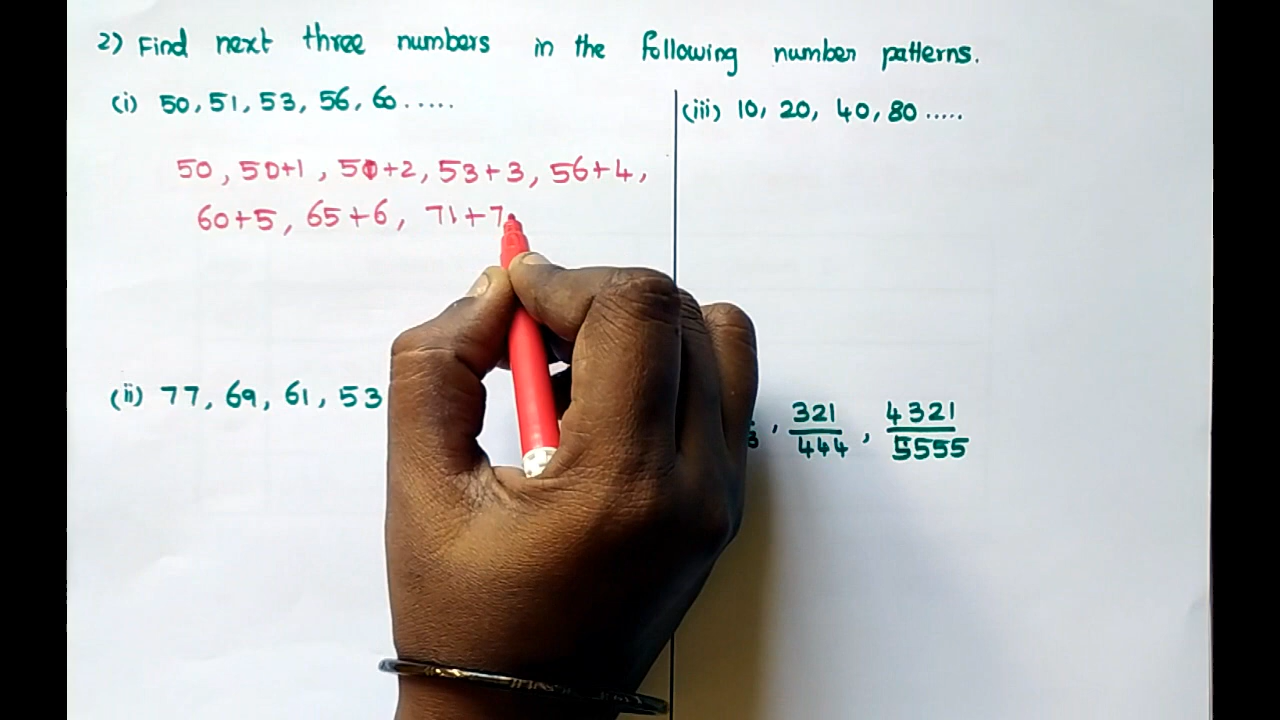 2) Find next three numbers in the following number patterns.
(i) 50, 51, 53, 56, 60.....
50, 50+1, 51+2, 53+3, 56+4,
60+5, 65+6, 71+7
(ii) 77, 69, 61, 53
(iii) 10, 20, 40, 80.....
, 321/444, 4321/5555